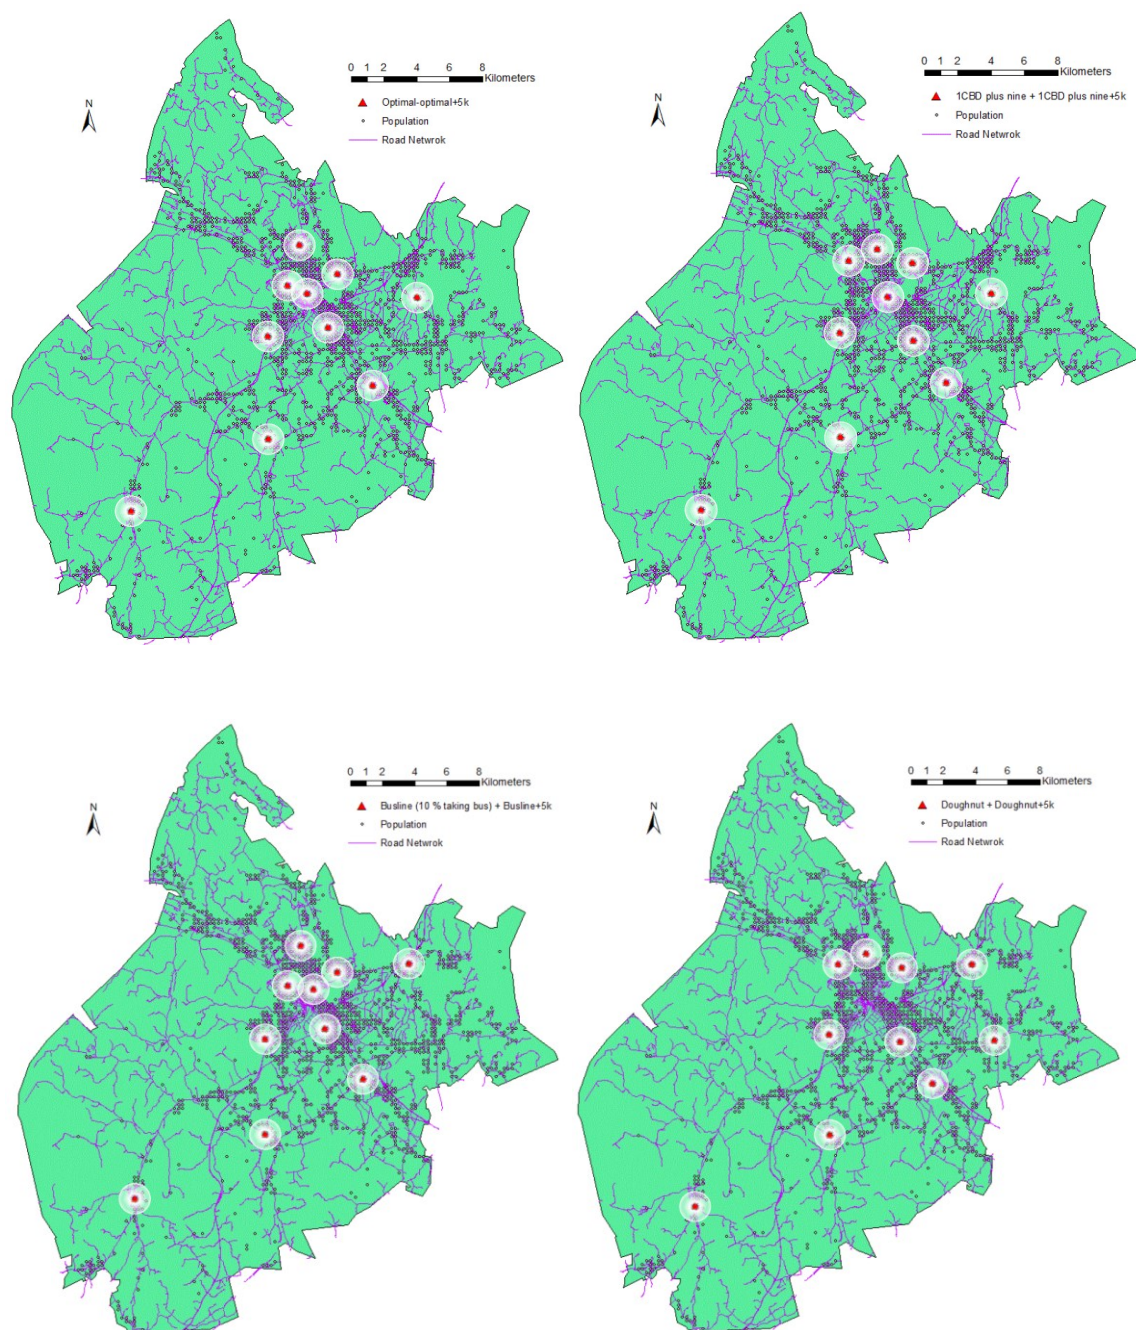 0 1 2 4 6 8
Kilometers
N
Optimal-optimal+5k
Population
Road Netwrok
0 1 2 4 6 8
Kilometers
N
1CBD plus nine + 1CBD plus nine+5k
Population
Road Netwrok
0 1 2 4 6 8
Kilometers
N
Busline (10 % taking bus) + Busline+5k
Population
Road Netwrok
0 1 2 4 6 8
Kilometers
N
Doughnut + Doughnut+5k
Population
Road Netwrok